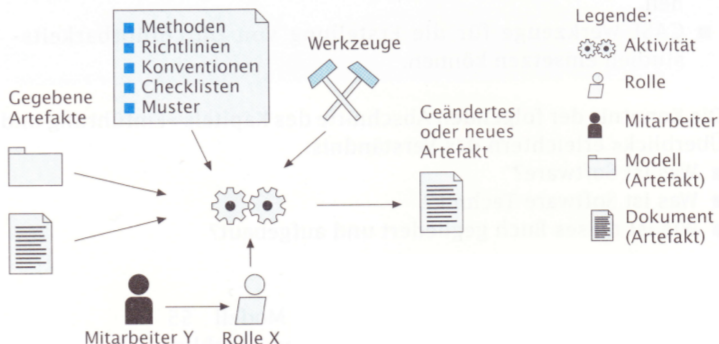 Methoden
Richtlinien
Konventionen
Checklisten
Muster
Werkzeuge
Gegebene
Artefakte
Geändertes
oder neues
Artefakt
Mitarbeiter Y
Rolle X
Legende:
Aktivität
Rolle
Mitarbeiter
Modell
(Artefakt)
Dokument
(Artefakt)